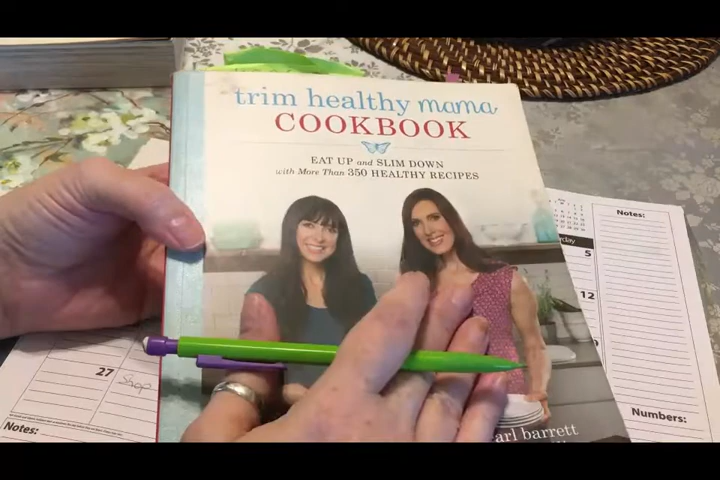 trim healthy mama
COOKBOOK
EAT UP and SLIM DOWN
with More Than 350 HEALTHY RECIPES
arl barrett
Notes:
5
12
Numbers:
27
Shop
Notes: